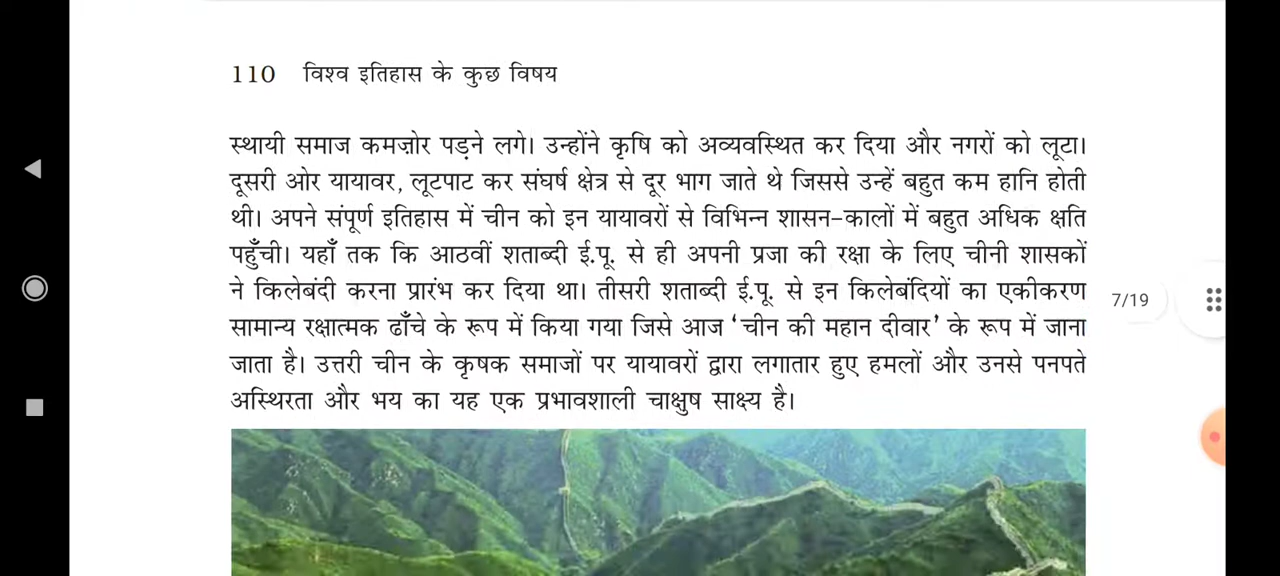 110 विश्व इतिहास के कुछ विषय
स्थायी समाज कमज़ोर पड़ने लगे। उन्होंने कृषि को अव्यवस्थित कर दिया और नगरों को लूटा।
दूसरी ओर यायावर, लूटपाट कर संघर्ष क्षेत्र से दूर भाग जाते थे जिससे उन्हें बहुत कम हानि होती
थी। अपने संपूर्ण इतिहास में चीन को इन यायावरों से विभिन्न शासन-कालों में बहुत अधिक क्षति
पहुँची। यहाँ तक कि आठवीं शताब्दी ई.पू. से ही अपनी प्रजा की रक्षा के लिए चीनी शासकों
ने किलेबंदी करना प्रारंभ कर दिया था। तीसरी शताब्दी ई.पू. से इन किलेबंदियों का एकीकरण
सामान्य रक्षात्मक ढाँचे के रूप में किया गया जिसे आज ‘चीन की महान दीवार’ के रूप में जाना
जाता है। उत्तरी चीन के कृषक समाजों पर यायावरों द्वारा लगातार हुए हमलों और उनसे पनपते
अस्थिरता और भय का यह एक प्रभावशाली चाक्षुष साक्ष्य है।
7/19